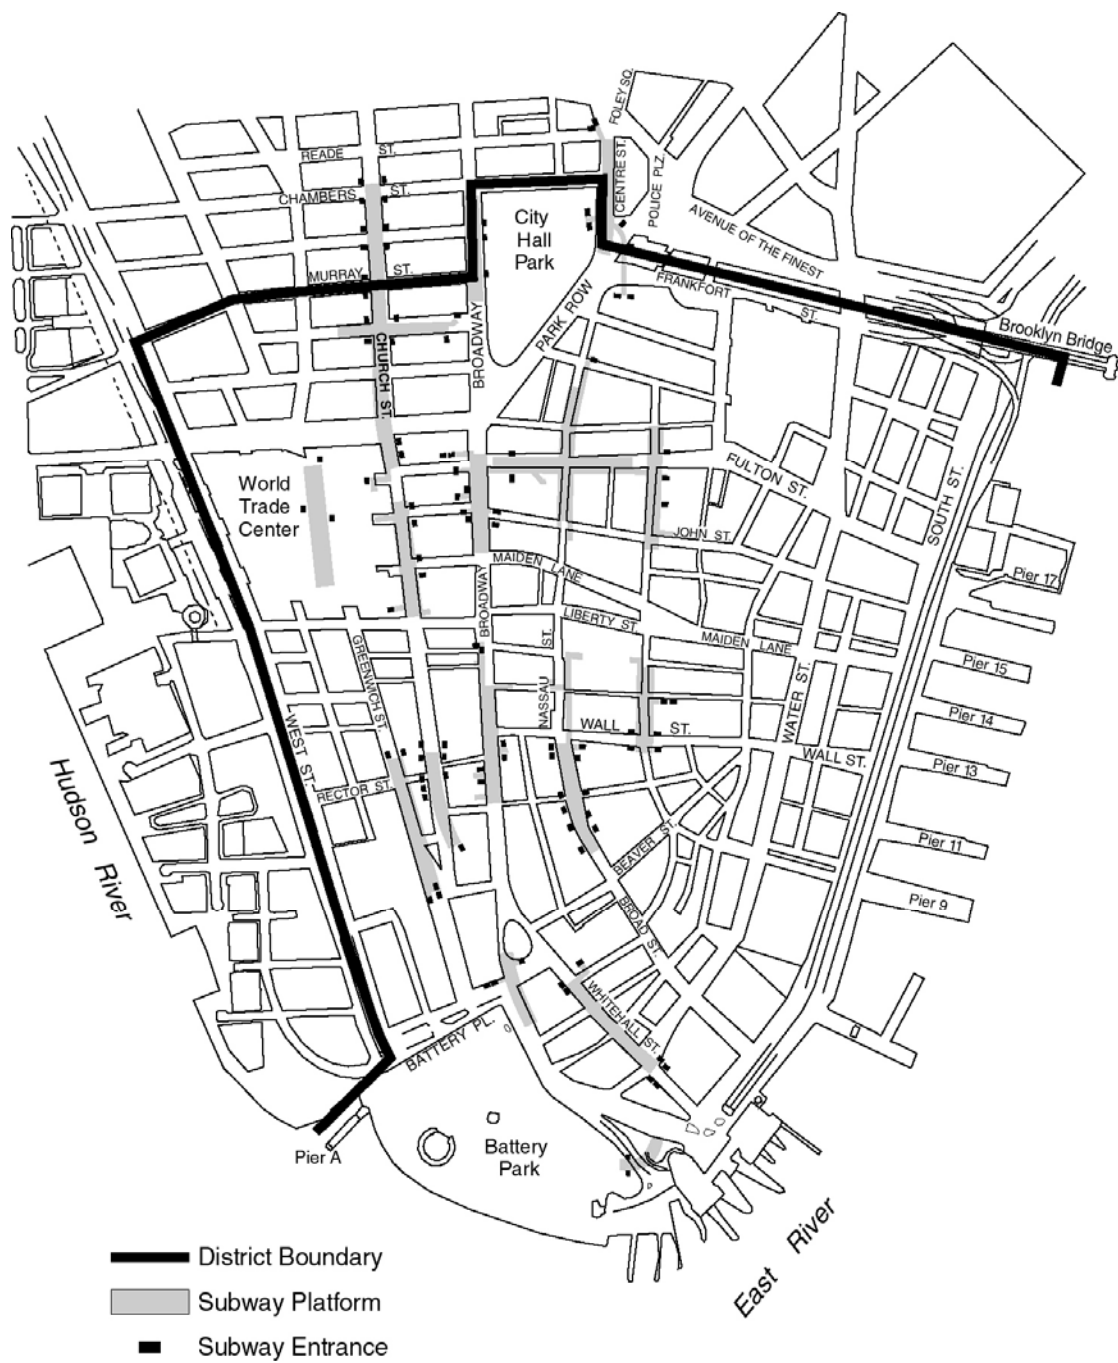 FOLEY SQ.
READE ST.
CENTRE ST.
POLICE PLZ.
CHAMBERS ST.
AVENUE OF THE FINEST
City
Hall
Park
MURRAY ST.
FRANKFORT ST.
BROADWAY
PARK ROW
Brooklyn Bridge
CHURCH ST.
World
Trade
Center
FULTON ST.
SOUTH ST.
JOHN ST.
MAIDEN LANE
Pier 17
BROADWAY
LIBERTY ST.
MAIDEN LANE
GREENWICH ST.
NASSAU ST.
Pier 15
WATER ST.
WEST ST.
WALL ST.
Pier 14
WALL ST.
Pier 13
Hudson River
RECTOR ST.
BEAVER ST.
Pier 11
BROAD ST.
Pier 9
WHITEHALL ST.
BATTERY PL.
Pier A
Battery
Park
East River
District Boundary
Subway Platform
Subway Entrance